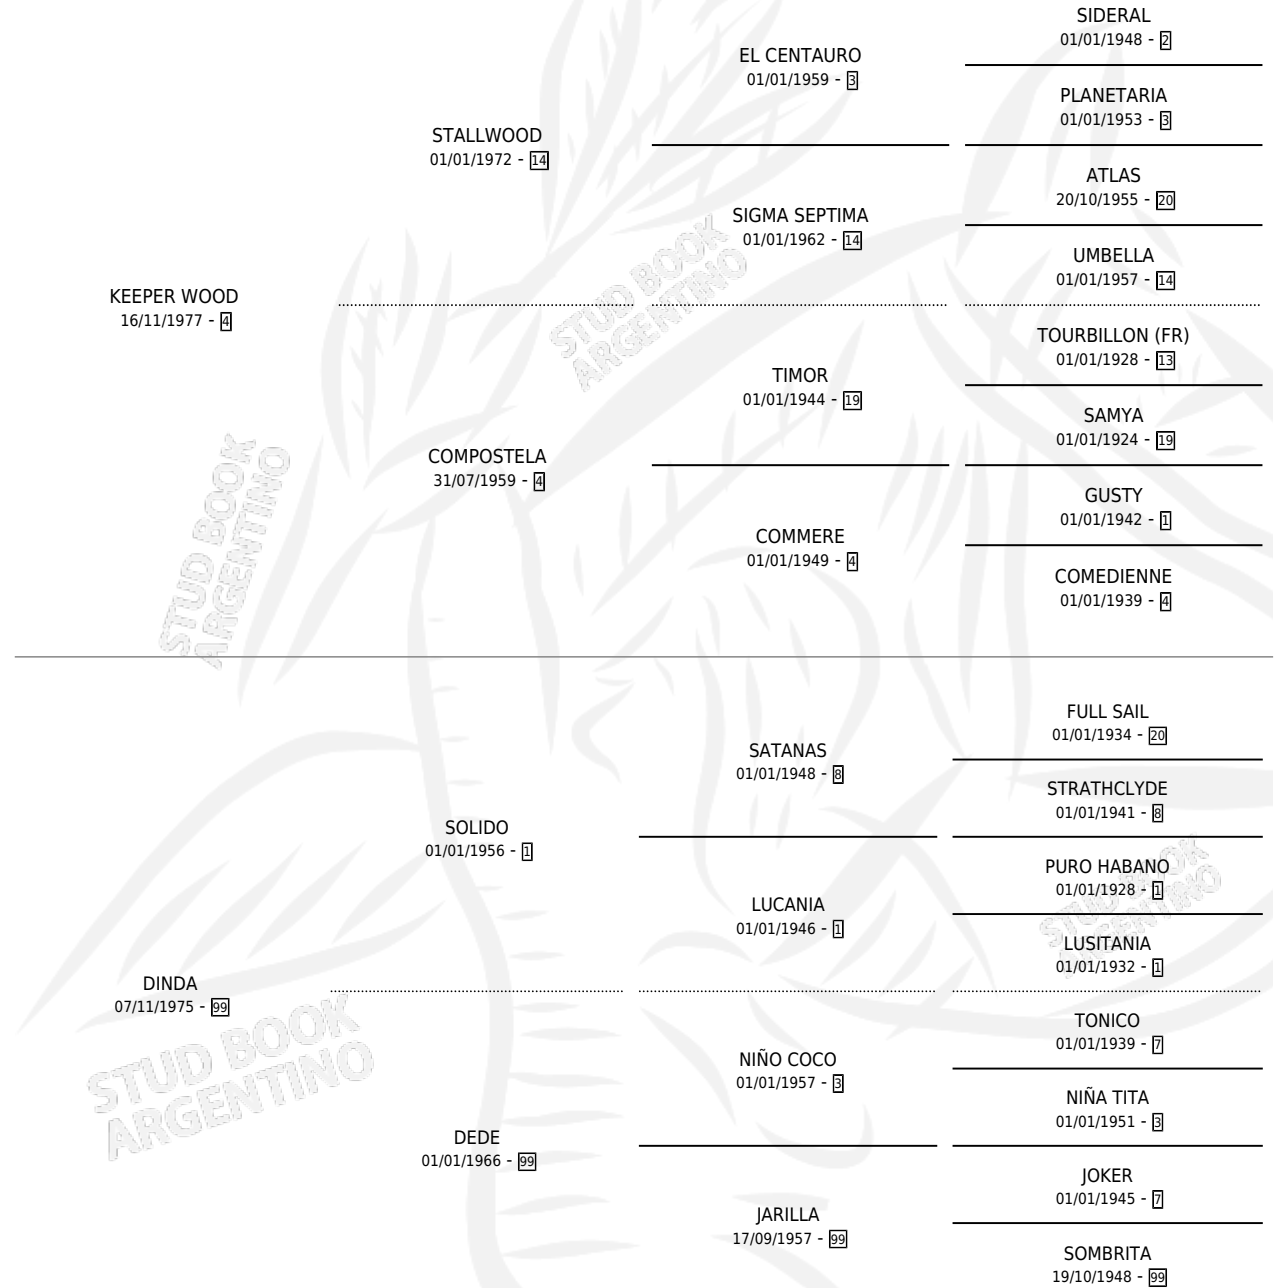 SIDERAL
01/01/1948 - 2
EL CENTAURO
01/01/1959 - 3
PLANETARIA
01/01/1953 - 3
STALLWOOD
01/01/1972 - 14
ATLAS
20/10/1955 - 20
SIGMA SEPTIMA
01/01/1962 - 14
UMBELLA
01/01/1957 - 14
KEEPER WOOD
16/11/1977 - 4
TOURBILLON (FR)
01/01/1928 - 13
TIMOR
01/01/1944 - 19
SAMYA
01/01/1924 - 19
COMPOSTELA
31/07/1959 - 4
GUSTY
01/01/1942 - 1
COMMERE
01/01/1949 - 4
COMEDIENNE
01/01/1939 - 4
FULL SAIL
01/01/1934 - 20
SATANAS
01/01/1948 - 8
STRATHCLYDE
01/01/1941 - 8
SOLIDO
01/01/1956 - 1
PURO HABANO
01/01/1928 - 1
LUCANIA
01/01/1946 - 1
LUSITANIA
01/01/1932 - 1
DINDA
07/11/1975 - 99
TONICO
01/01/1939 - 7
NIÑO COCO
01/01/1957 - 3
NIÑA TITA
01/01/1951 - 3
DEDE
01/01/1966 - 99
JOKER
01/01/1945 - 7
JARILLA
17/09/1957 - 99
SOMBRITA
19/10/1948 - 99
STUD BOOK
ARGENTINO
STUD BOOK
ARGENTINO
STUD BOOK
ARGENTINO
STUD BOOK
ARGENTINO